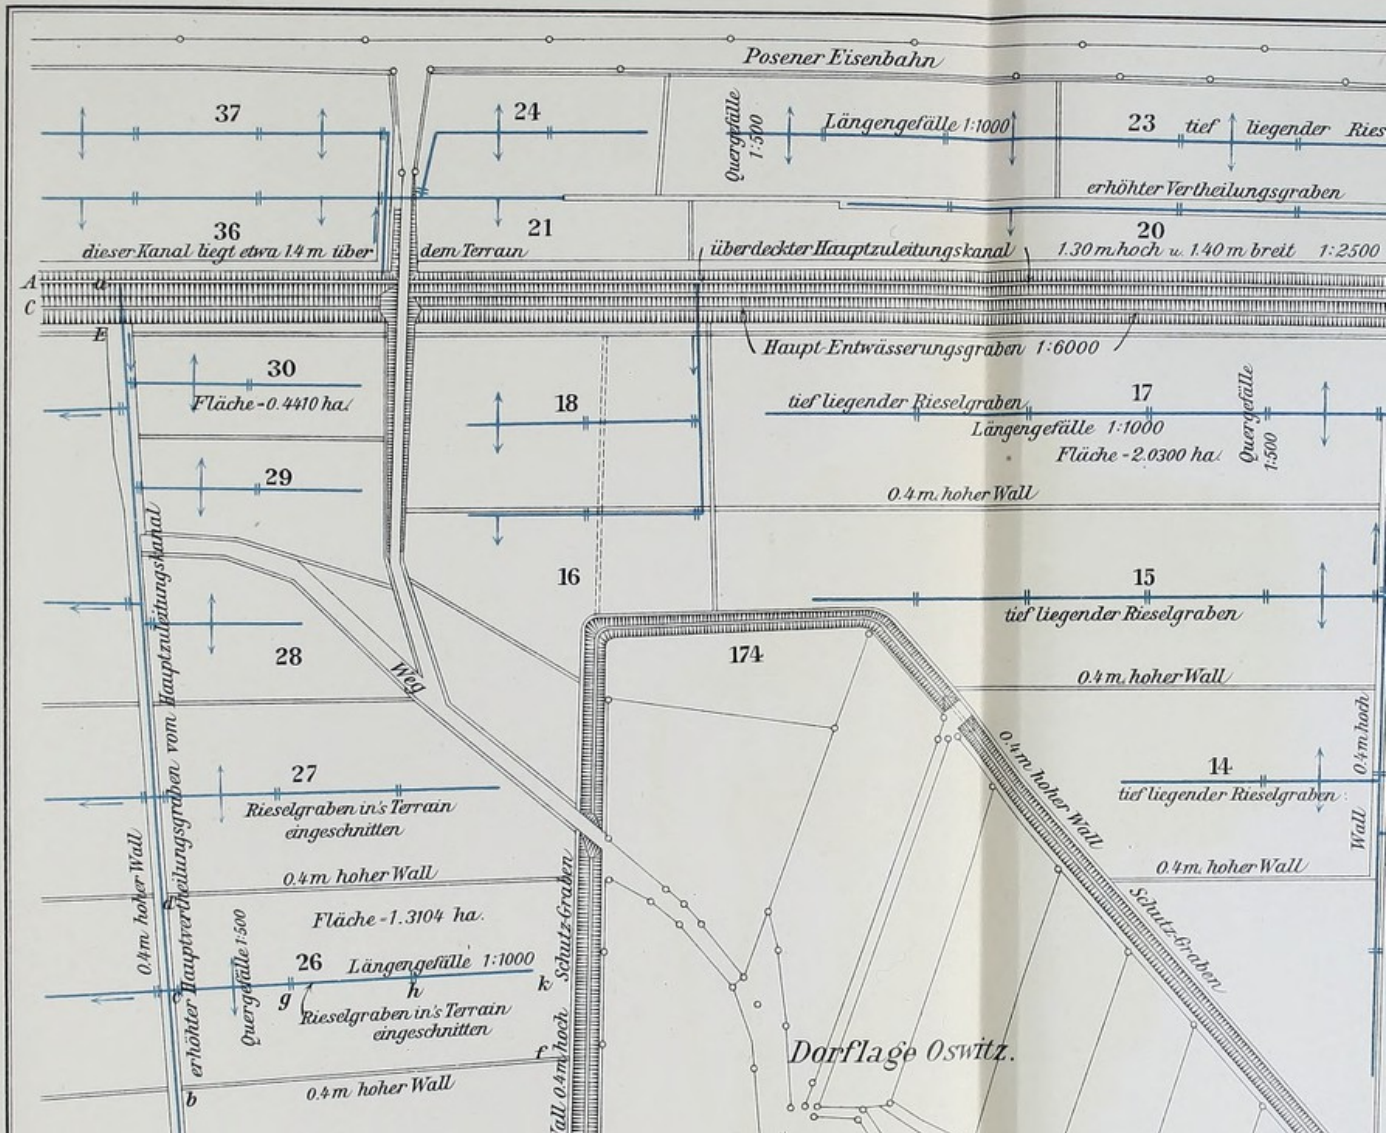 Posener Eisenbahn
37
24
Quergefälle
1:500
Längengefälle 1:1000
23
tief liegender Ries
erhöhter Vertheilungsgraben
36
21
20
dieser Kanal liegt etwa 1.4 m über dem Terrain
überdeckter Hauptzuleitungskanal 1.30 m hoch u. 1.40 m breit 1:2500
A
a
C
E
Haupt-Entwässerungsgraben 1:6000
30
Fläche = 0.4410 ha.
18
17
tief liegender Rieselgraben
Längengefälle 1:1000
Fläche = 2.0300 ha.
Quergefälle
1:500
29
0.4 m. hoher Wall
16
15
tief liegender Rieselgraben
28
Weg
174
0.4 m. hoher Wall
27
Rieselgraben in's Terrain
eingeschnitten
0.4 m. hoher Wall
14
tief liegender Rieselgraben
0.4 m. hoch
Wall
0.4 m hoher Wall
erhöhter Hauptvertheilungsgraben vom Hauptzuleitungskanal
0.4 m hoher Wall
0.4 m. hoher Wall
Schutz-Graben
Schutz-Graben
d
Fläche = 1.3104 ha.
Quergefälle 1:500
26
Längengefälle 1:1000
c
g
h
k
Rieselgraben in's Terrain
eingeschnitten
f
Wall 0.4 m. hoch
Dorflage Oswitz.
0.4 m hoher Wall
b